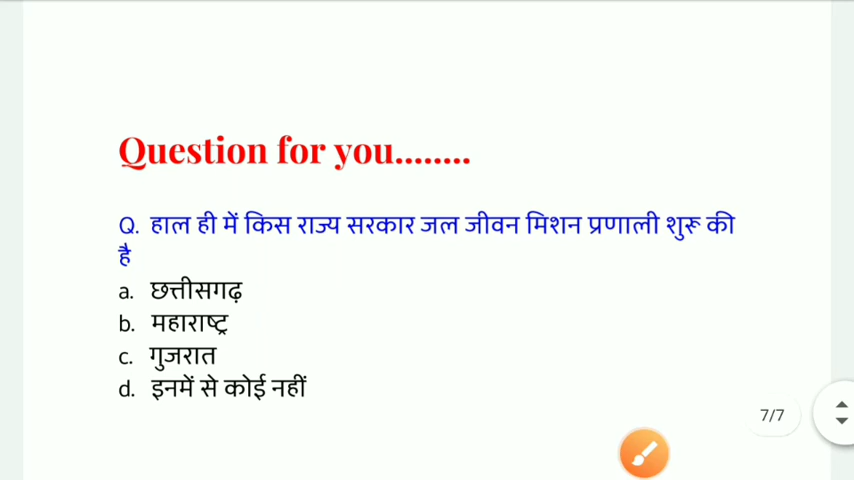 Question for you........
Q. हाल ही में किस राज्य सरकार जल जीवन मिशन प्रणाली शुरू की
है
a. छत्तीसगढ़
b. महाराष्ट्र
c. गुजरात
d. इनमें से कोई नहीं
7/7